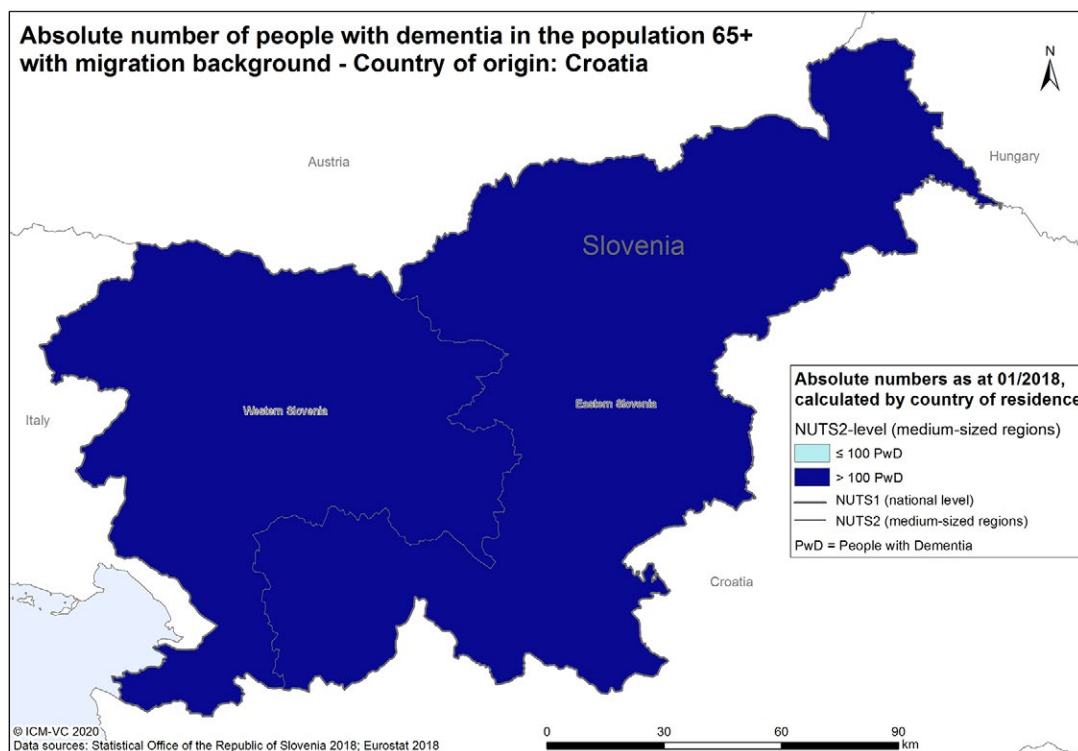 Absolute number of people with dementia in the population 65+
with migration background - Country of origin: Croatia
N
Austria
Hungary
Slovenia
Western Slovenia
Eastern Slovenia
Italy
Croatia
Absolute numbers as at 01/2018,
calculated by country of residence
NUTS2-level (medium-sized regions)
≤ 100 PwD
> 100 PwD
NUTS1 (national level)
NUTS2 (medium-sized regions)
PwD = People with Dementia
© ICM-VC 2020
Data sources: Statistical Office of the Republic of Slovenia 2018; Eurostat 2018
0 30 60 90
km